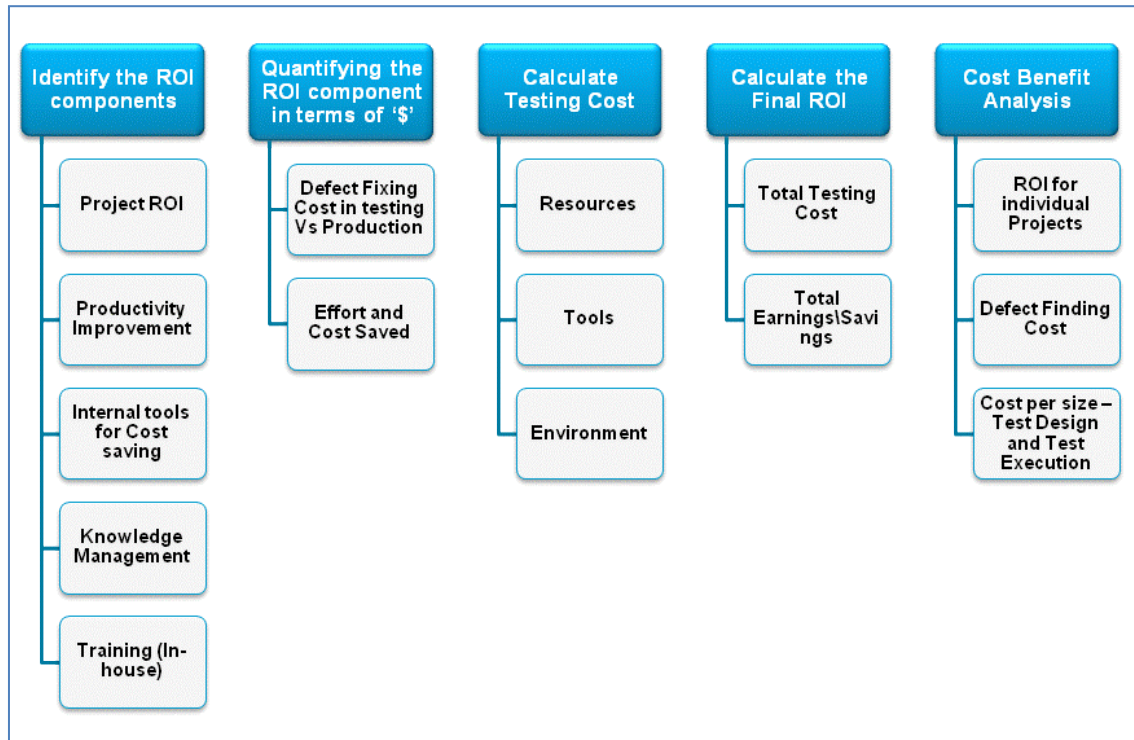 Identify the ROI
components
Project ROI
Productivity
Improvement
Internal tools
for Cost
saving
Knowledge
Management
Training (In-
house)
Quantifying the
ROI component
in terms of ‘$’
Defect Fixing
Cost in testing
Vs Production
Effort and
Cost Saved
Calculate
Testing Cost
Resources
Tools
Environment
Calculate the
Final ROI
Total Testing
Cost
Total
Earnings\Savi
ngs
Cost Benefit
Analysis
ROI for
individual
Projects
Defect Finding
Cost
Cost per size –
Test Design
and Test
Execution